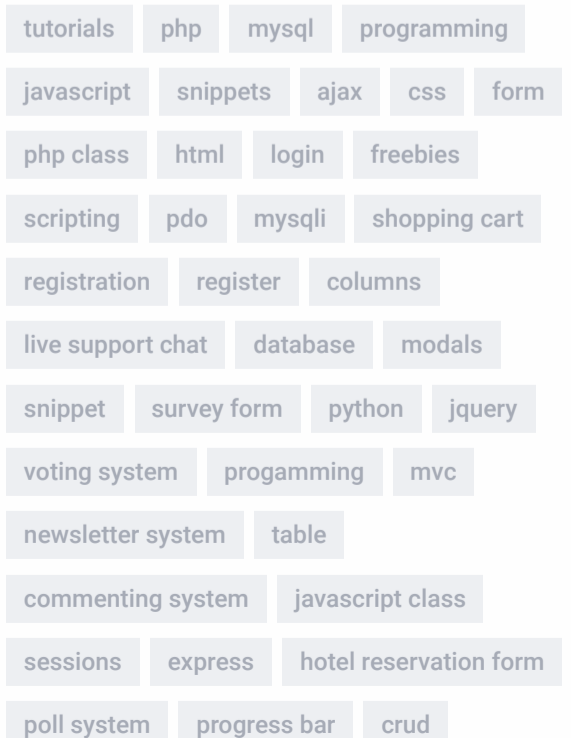 tutorials php mysql programming
javascript snippets ajax css form
php class html login freebies
scripting pdo mysqli shopping cart
registration register columns
live support chat database modals
snippet survey form python jquery
voting system progamming mvc
newsletter system table
commenting system javascript class
sessions express hotel reservation form
poll system progress bar crud